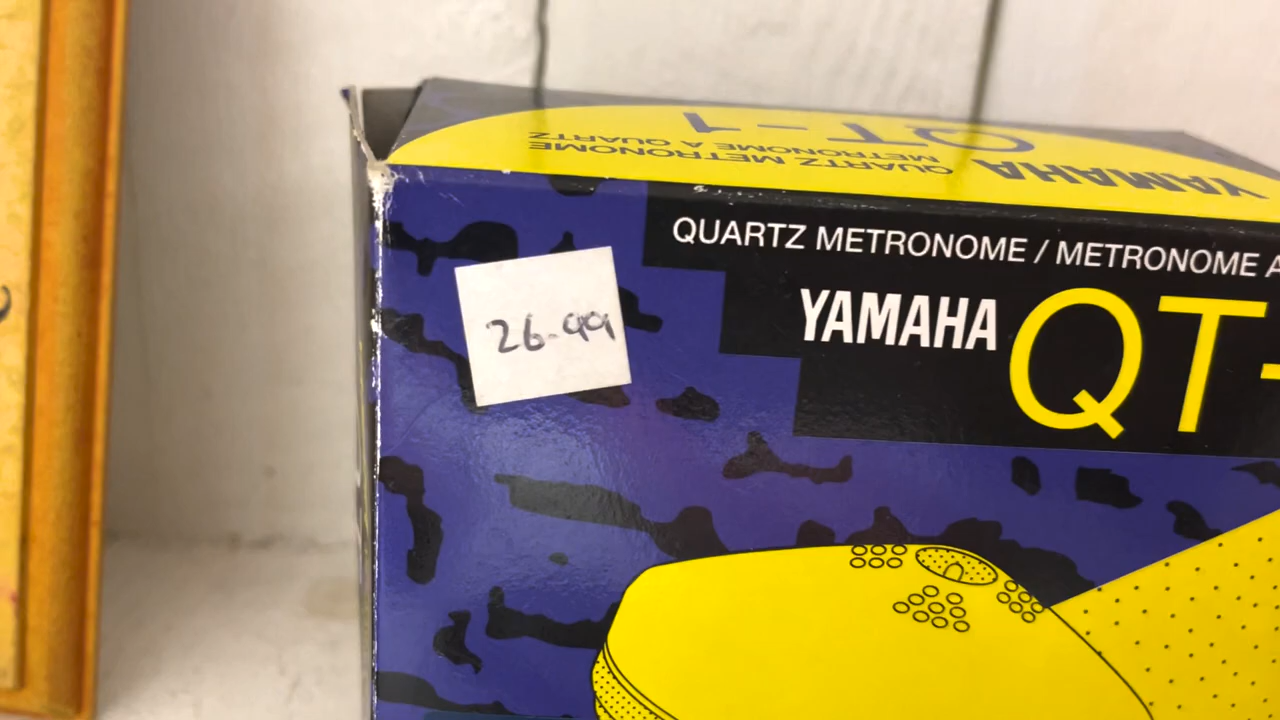 YAMAHA QT-1
QUARTZ METRONOME
METRONOME A QUARTZ
26.99
QUARTZ METRONOME / METRONOME A
YAMAHA QT-